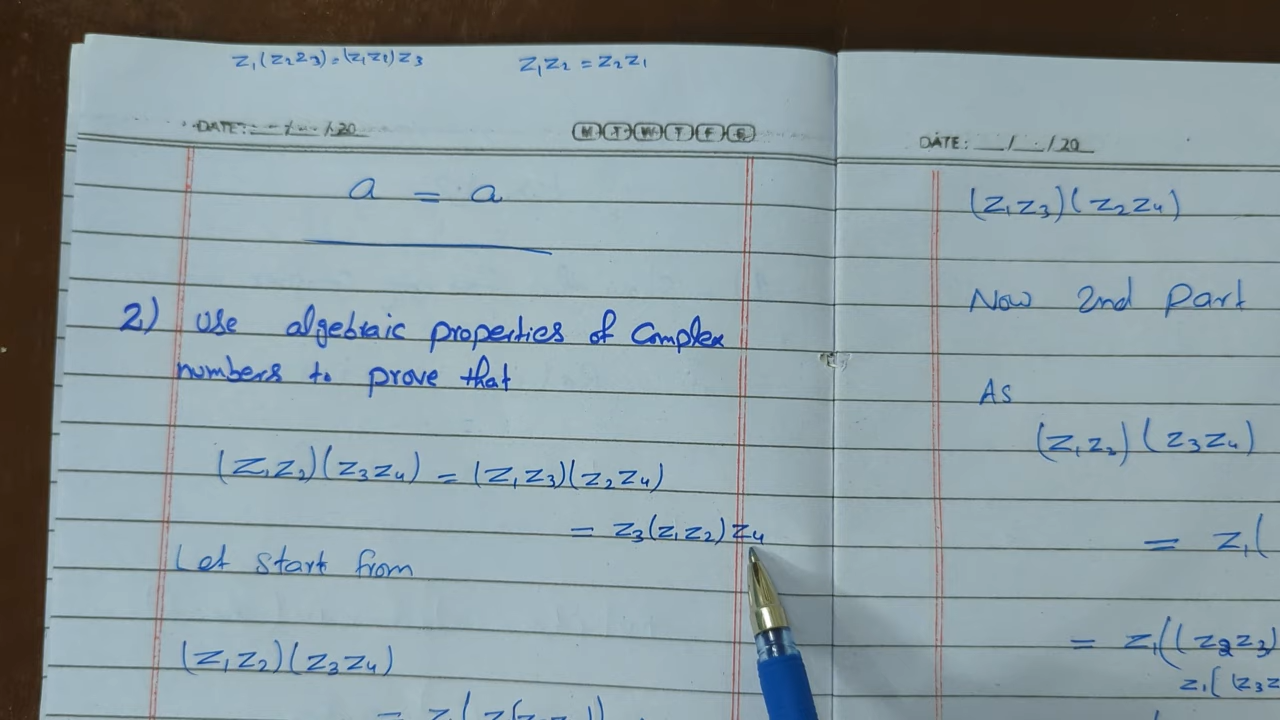 z₁(z₂z₃)=(z₁z₂)z₃ z₁z₂ = z₂z₁
DATE: / /20 M T W T F S
a = a
2) Use algebraic properties of Complex
numbers to prove that
(z₁z₂)(z₃z₄) = (z₁z₃)(z₂z₄)
= z₃(z₁z₂)z₄
Let start from
(z₁z₂)(z₃z₄)
DATE: / /20
(z₁z₃)(z₂z₄)
Now 2nd Part
As
(z₁z₂)(z₃z₄)
= z₁(
= z₁((z₂z₃)